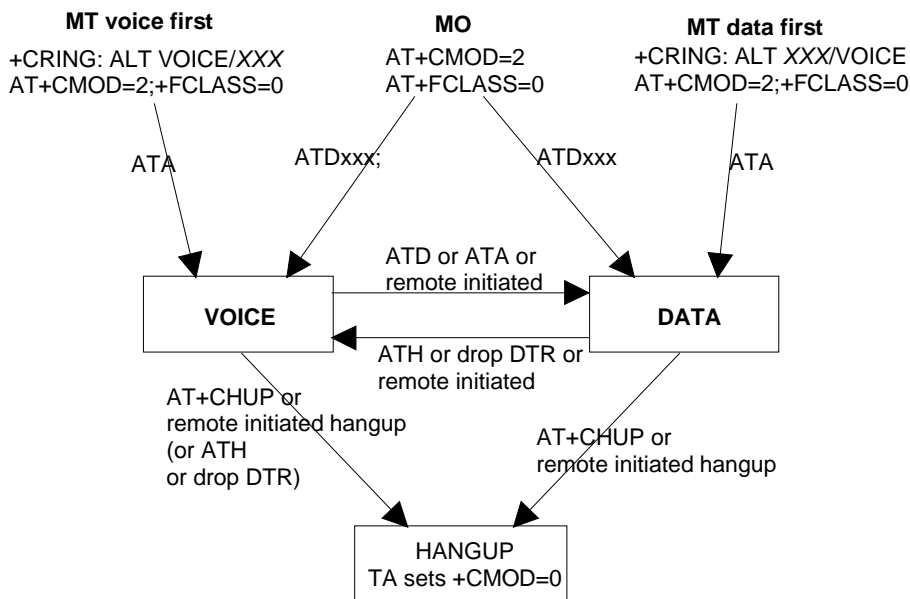 MT voice first
+CRING: ALT VOICE/XXX
AT+CMOD=2;+FCLASS=0
MO
AT+CMOD=2
AT+FCLASS=0
MT data first
+CRING: ALT XXX/VOICE
AT+CMOD=2;+FCLASS=0
ATA
ATDxxx;
ATDxxx
ATA
ATD or ATA or
remote initiated
VOICE
DATA
ATH or drop DTR or
remote initiated
AT+CHUP or
remote initiated hangup
(or ATH
or drop DTR)
AT+CHUP or
remote initiated hangup
HANGUP
TA sets +CMOD=0